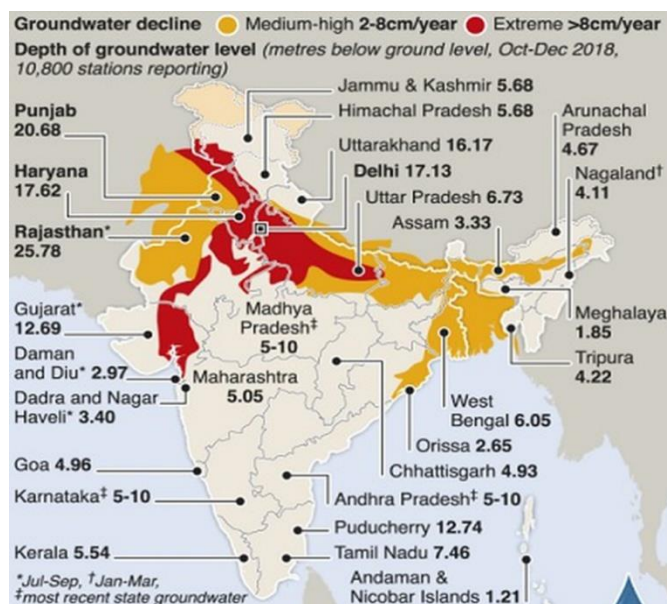 Groundwater decline Medium-high 2-8cm/year Extreme >8cm/year
Depth of groundwater level (metres below ground level, Oct-Dec 2018,
10,800 stations reporting)
Jammu & Kashmir 5.68
Himachal Pradesh 5.68
Arunachal
Pradesh
4.67
Punjab
20.68
Uttarakhand 16.17
Haryana
17.62
Delhi 17.13
Nagaland†
4.11
Uttar Pradesh 6.73
Assam 3.33
Rajasthan*
25.78
Gujarat*
12.69
Madhya
Pradesh‡
5-10
Meghalaya
1.85
Daman
and Diu* 2.97
Maharashtra
5.05
Tripura
4.22
Dadra and Nagar
Haveli* 3.40
West
Bengal 6.05
Orissa 2.65
Goa 4.96
Chhattisgarh 4.93
Karnataka‡ 5-10
Andhra Pradesh‡ 5-10
Puducherry 12.74
Kerala 5.54
Tamil Nadu 7.46
Andaman &
Nicobar Islands 1.21
*Jul-Sep, †Jan-Mar,
‡most recent state groundwater